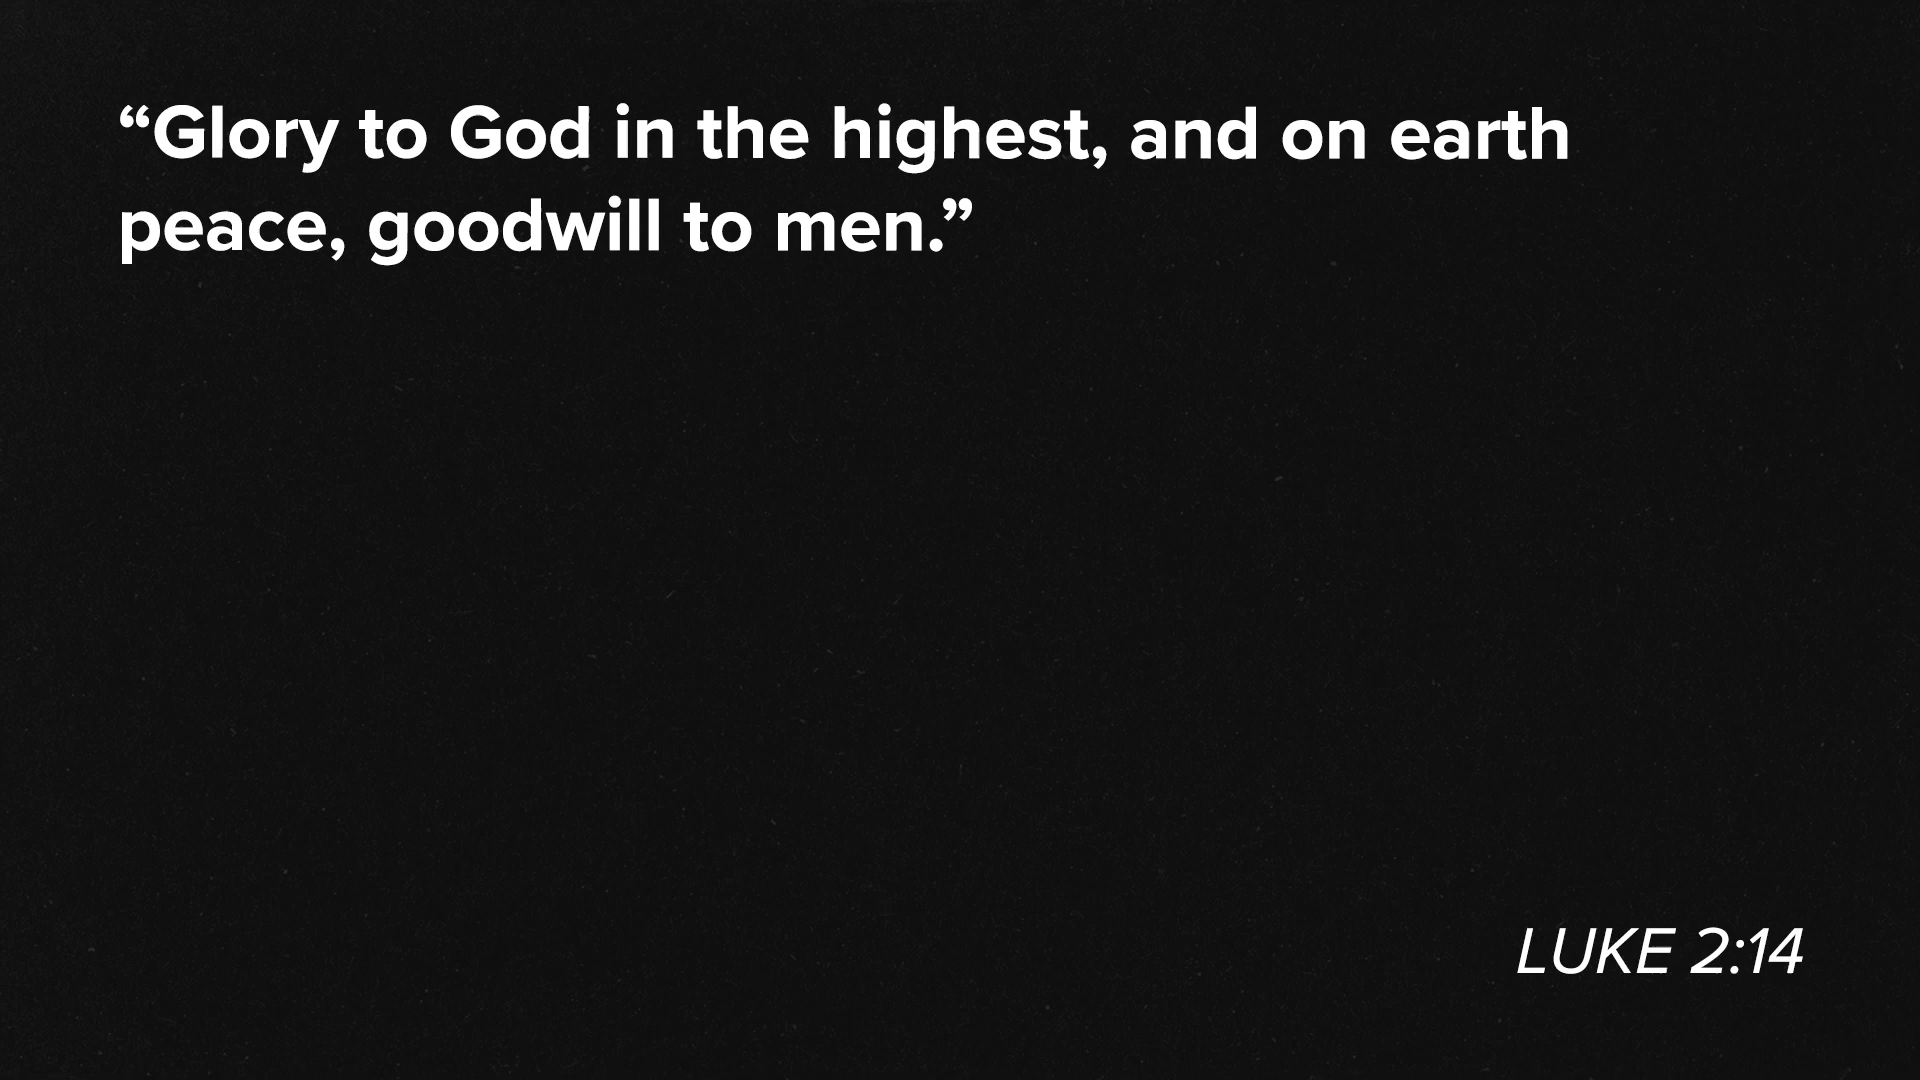 “Glory to God in the highest, and on earth
peace, goodwill to men.”
LUKE 2:14